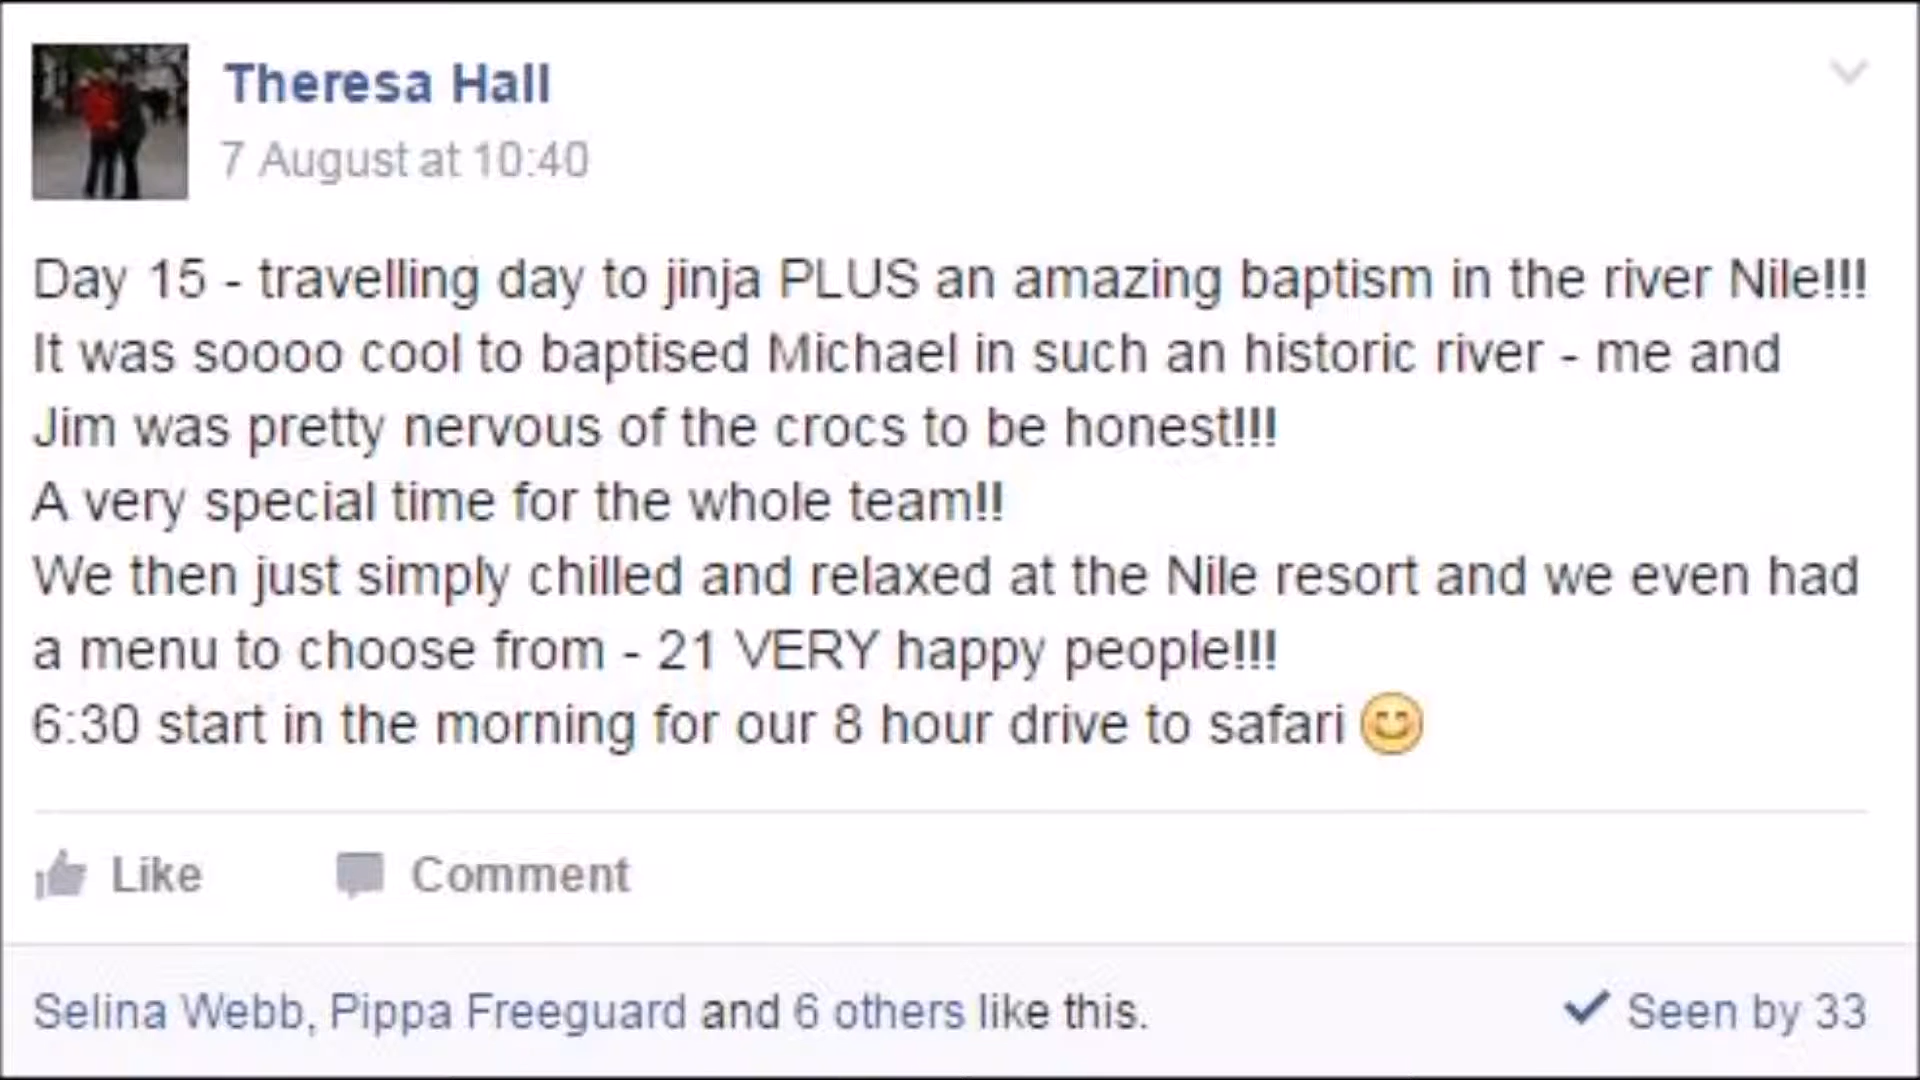 Theresa Hall
7 August at 10:40
Day 15 - travelling day to jinja PLUS an amazing baptism in the river Nile!!!
It was soooo cool to baptised Michael in such an historic river - me and
Jim was pretty nervous of the crocs to be honest!!!
A very special time for the whole team!!
We then just simply chilled and relaxed at the Nile resort and we even had
a menu to choose from - 21 VERY happy people!!!
6:30 start in the morning for our 8 hour drive to safari 😊
Like Comment
Selina Webb, Pippa Freeguard and 6 others like this. Seen by 33